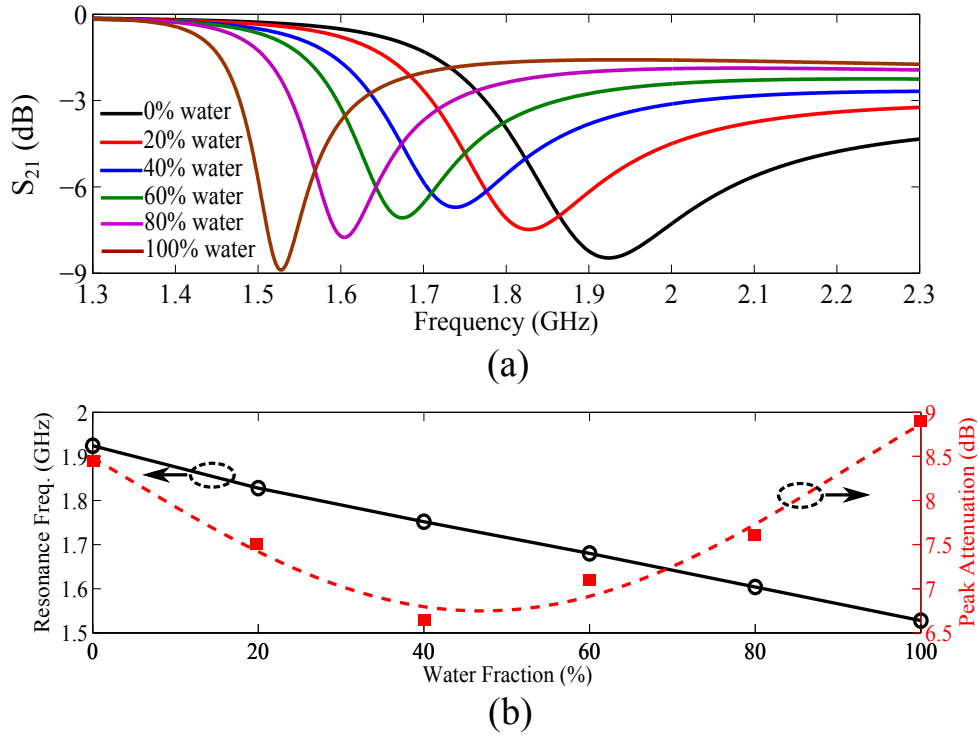 0
−3
−6
−9
S21 (dB)
0% water
20% water
40% water
60% water
80% water
100% water
1.3 1.4 1.5 1.6 1.7 1.8 1.9 2 2.1 2.2 2.3
Frequency (GHz)
(a)
2
1.9
1.8
1.7
1.6
1.5
Resonance Freq. (GHz)
9
8.5
8
7.5
7
6.5
Peak Attenuation (dB)
0 20 40 60 80 100
Water Fraction (%)
(b)